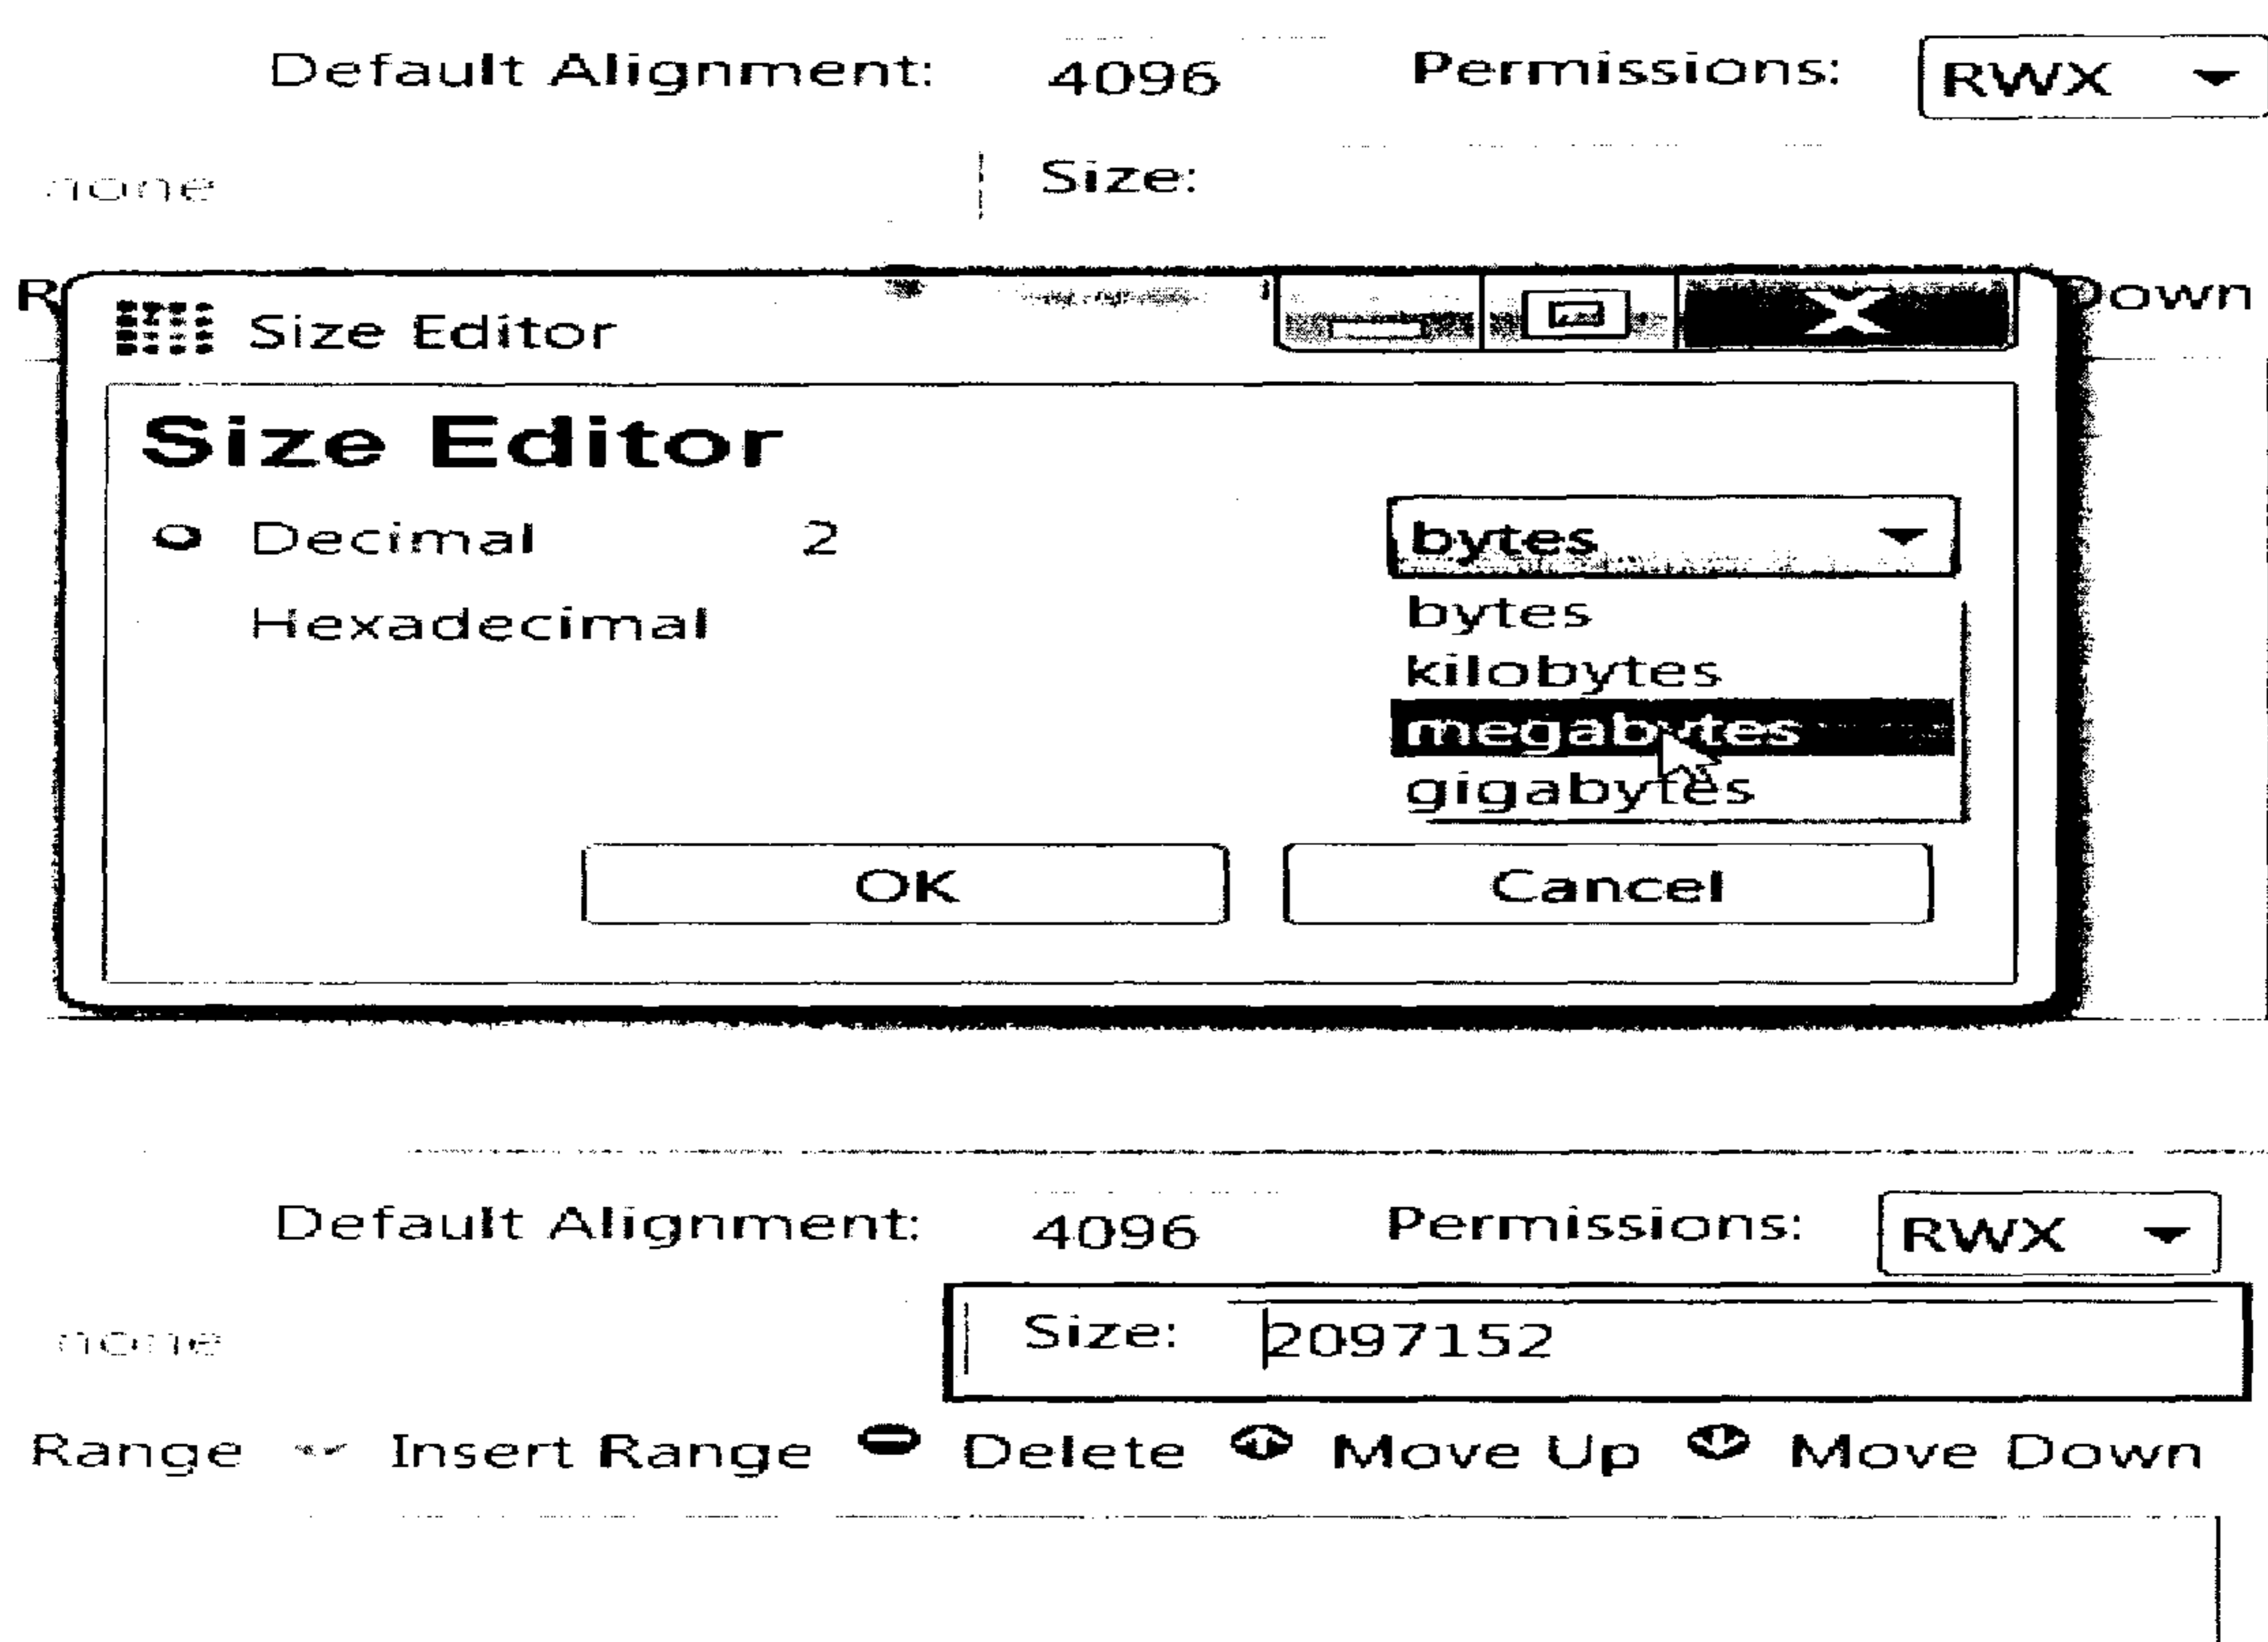 Default Alignment: 4096 Permissions: RWX
none Size:
R Down
Size Editor
Size Editor
Decimal 2 bytes
Hexadecimal bytes
kilobytes
megabytes
gigabytes
OK Cancel
Default Alignment: 4096 Permissions: RWX
none Size: 2097152
Range Insert Range Delete Move Up Move Down